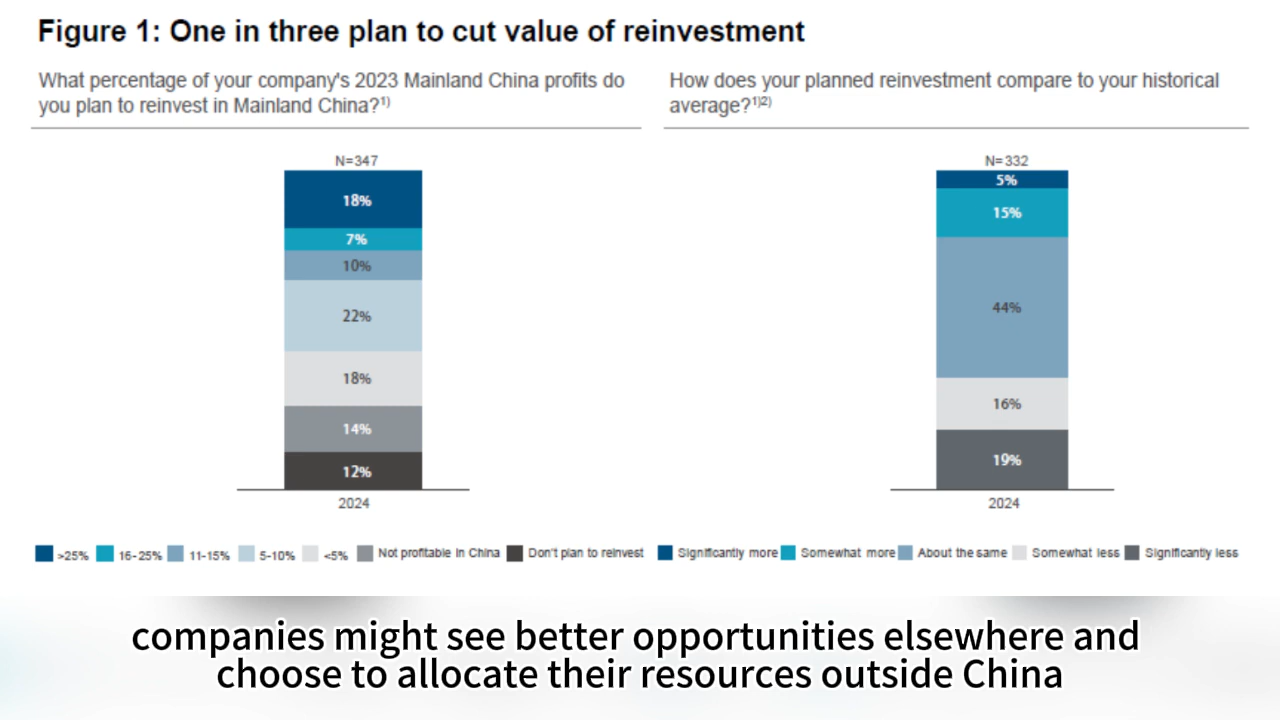 Figure 1: One in three plan to cut value of reinvestment
What percentage of your company's 2023 Mainland China profits do
you plan to reinvest in Mainland China?1)
N=347
18%
7%
10%
22%
18%
14%
12%
2024
>25% 16-25% 11-15% 5-10% <5% Not profitable in China Don't plan to reinvest
How does your planned reinvestment compare to your historical
average?1)2)
N=332
5%
15%
44%
16%
19%
2024
Significantly more Somewhat more About the same Somewhat less Significantly less
companies might see better opportunities elsewhere and
choose to allocate their resources outside China